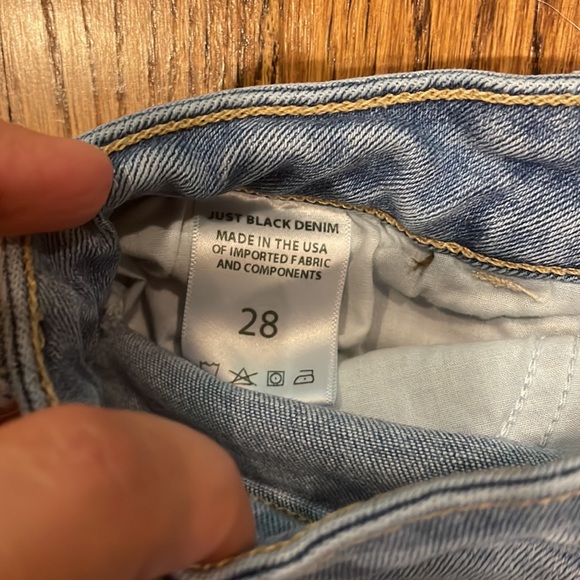 JUST BLACK DENIM
MADE IN THE USA
OF IMPORTED FABRIC
AND COMPONENTS
28